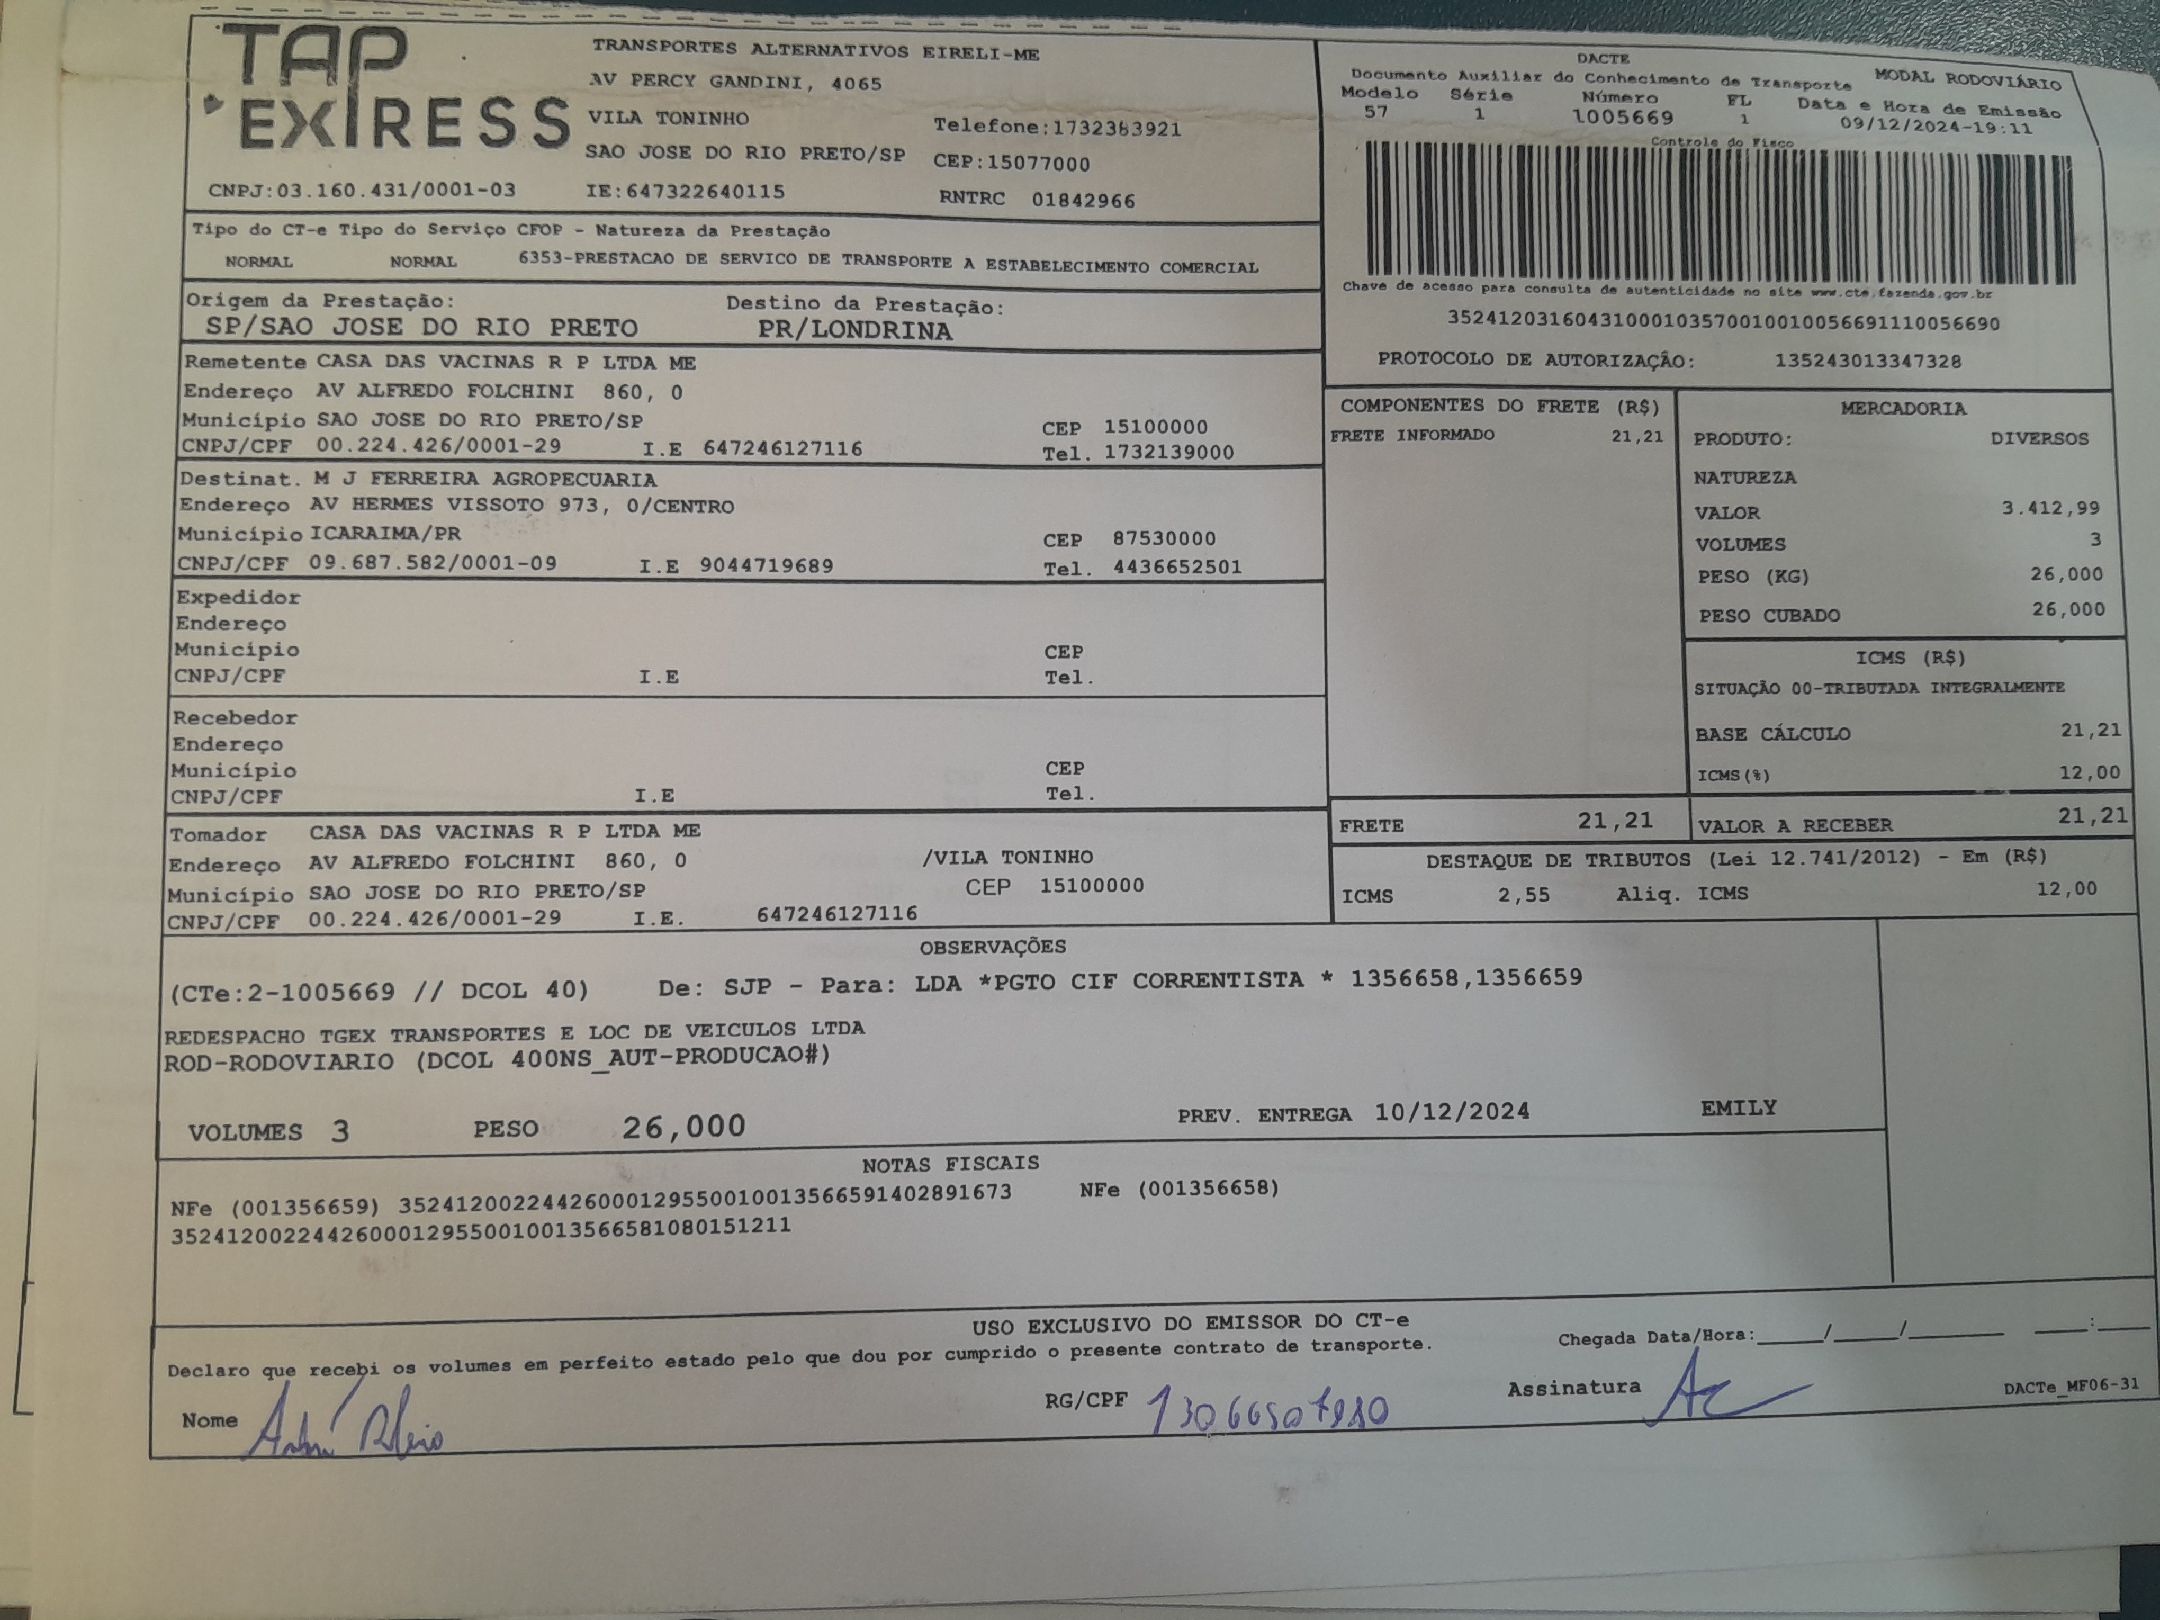 TAP EXPRESS
TRANSPORTES ALTERNATIVOS EIRELI-ME
AV PERCY GANDINI, 4065
VILA TONINHO Telefone:1732383921
SAO JOSE DO RIO PRETO/SP CEP:15077000
CNPJ:03.160.431/0001-03 IE:647322640115 RNTRC 01842966
DACTE
Documento Auxiliar do Conhecimento de Transporte MODAL RODOVIÁRIO
Modelo Série Número FL Data e Hora de Emissão
57 1 1005669 1 09/12/2024-19:11
Controle do Fisco
Chave de acesso para consulta de autenticidade no site www.cte.fazenda.gov.br
35241203160431000103570010010056691110056690
PROTOCOLO DE AUTORIZAÇÃO: 135243013347328
Tipo do CT-e Tipo do Serviço CFOP - Natureza da Prestação
NORMAL NORMAL 6353-PRESTACAO DE SERVICO DE TRANSPORTE A ESTABELECIMENTO COMERCIAL
Origem da Prestação: Destino da Prestação:
SP/SAO JOSE DO RIO PRETO PR/LONDRINA
Remetente CASA DAS VACINAS R P LTDA ME
Endereço AV ALFREDO FOLCHINI 860, 0
Município SAO JOSE DO RIO PRETO/SP CEP 15100000
CNPJ/CPF 00.224.426/0001-29 I.E 647246127116 Tel. 1732139000
Destinat. M J FERREIRA AGROPECUARIA
Endereço AV HERMES VISSOTO 973, 0/CENTRO
Município ICARAIMA/PR CEP 87530000
CNPJ/CPF 09.687.582/0001-09 I.E 9044719689 Tel. 4436652501
Expedidor
Endereço
Município CEP
CNPJ/CPF I.E Tel.
Recebedor
Endereço
Município CEP
CNPJ/CPF I.E Tel.
Tomador CASA DAS VACINAS R P LTDA ME
Endereço AV ALFREDO FOLCHINI 860, 0 /VILA TONINHO
Município SAO JOSE DO RIO PRETO/SP CEP 15100000
CNPJ/CPF 00.224.426/0001-29 I.E. 647246127116
COMPONENTES DO FRETE (R$)
FRETE INFORMADO 21,21
MERCADORIA
PRODUTO: DIVERSOS
NATUREZA
VALOR 3.412,99
VOLUMES 3
PESO (KG) 26,000
PESO CUBADO 26,000
ICMS (R$)
SITUAÇÃO 00-TRIBUTADA INTEGRALMENTE
BASE CÁLCULO 21,21
ICMS(%) 12,00
FRETE 21,21 VALOR A RECEBER 21,21
DESTAQUE DE TRIBUTOS (Lei 12.741/2012) - Em (R$)
ICMS 2,55 Aliq. ICMS 12,00
OBSERVAÇÕES
(CTe:2-1005669 // DCOL 40) De: SJP - Para: LDA *PGTO CIF CORRENTISTA * 1356658,1356659
REDESPACHO TGEX TRANSPORTES E LOC DE VEICULOS LTDA
ROD-RODOVIARIO (DCOL 400NS_AUT-PRODUCAO#)
VOLUMES 3 PESO 26,000 PREV. ENTREGA 10/12/2024 EMILY
NOTAS FISCAIS
NFe (001356659) 35241200224426000129550010013566591402891673 NFe (001356658)
35241200224426000129550010013566581080151211
USO EXCLUSIVO DO EMISSOR DO CT-e
Declaro que recebi os volumes em perfeito estado pelo que dou por cumprido o presente contrato de transporte. Chegada Data/Hora:____/____/______ ___:___
Nome RG/CPF 13066507980 Assinatura DACTe_MF06-31